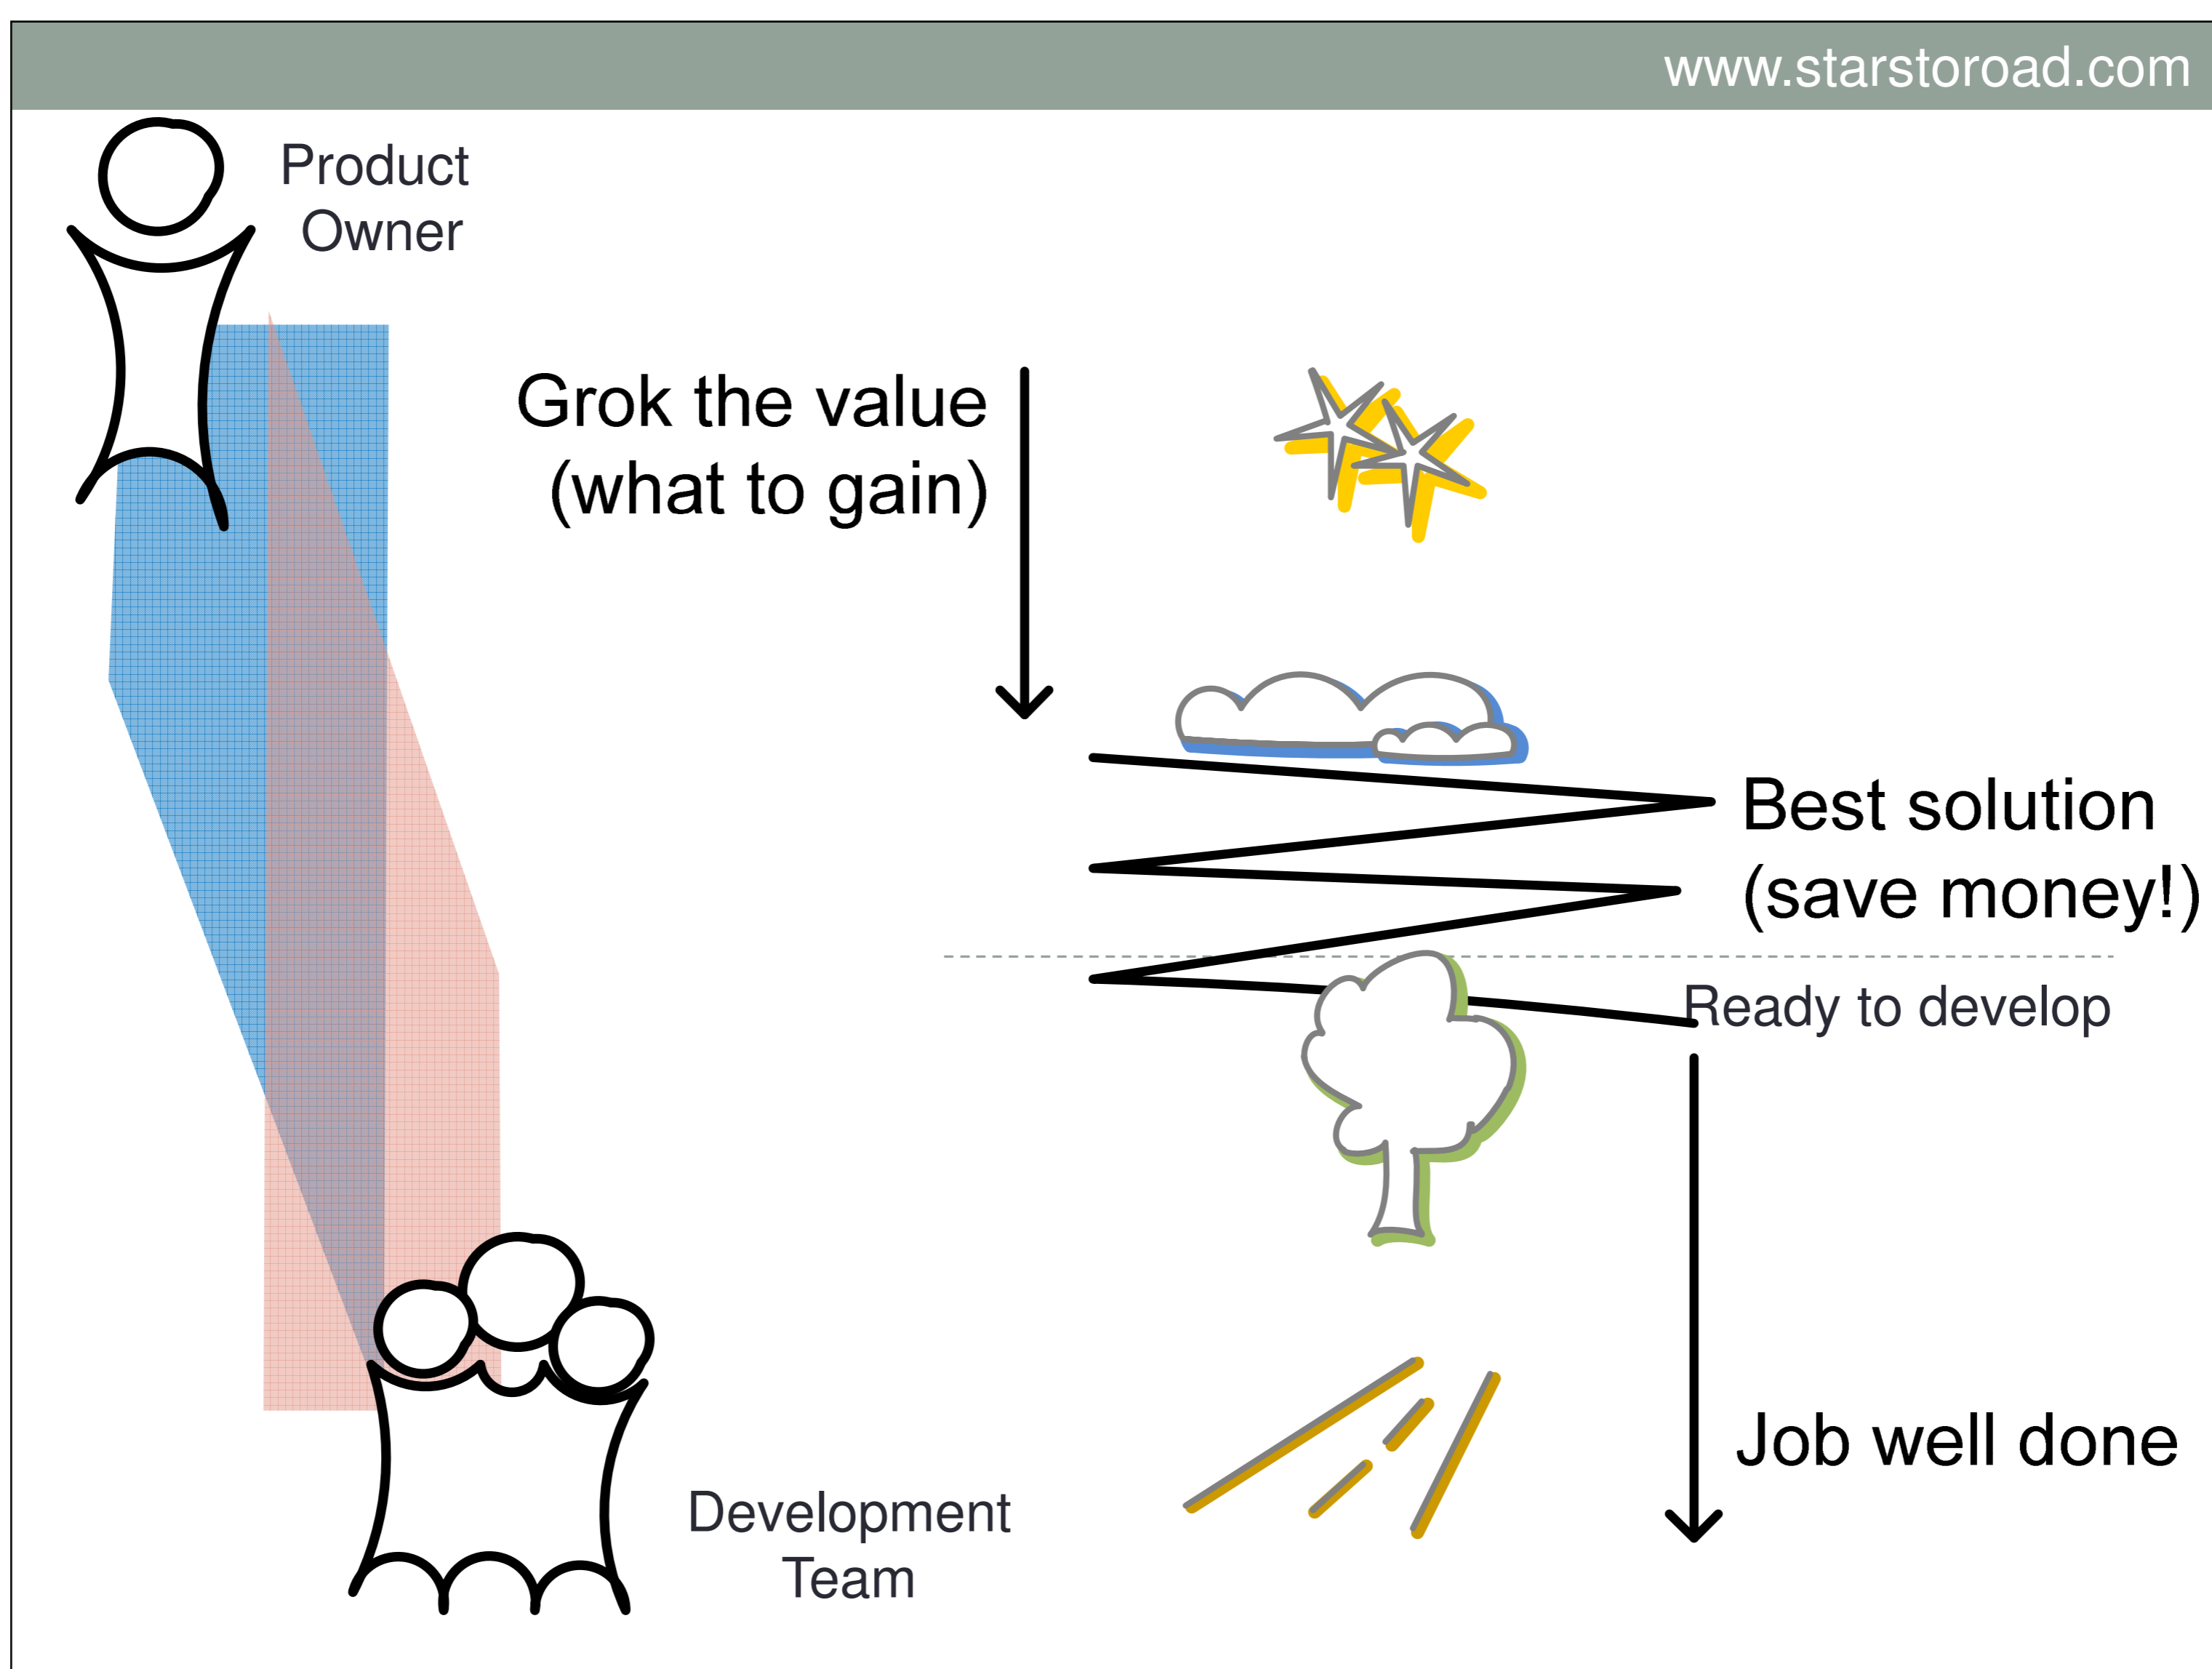 www.starstoroad.com
Product
Owner
Grok the value
(what to gain)
Best solution
(save money!)
Ready to develop
Job well done
Development
Team